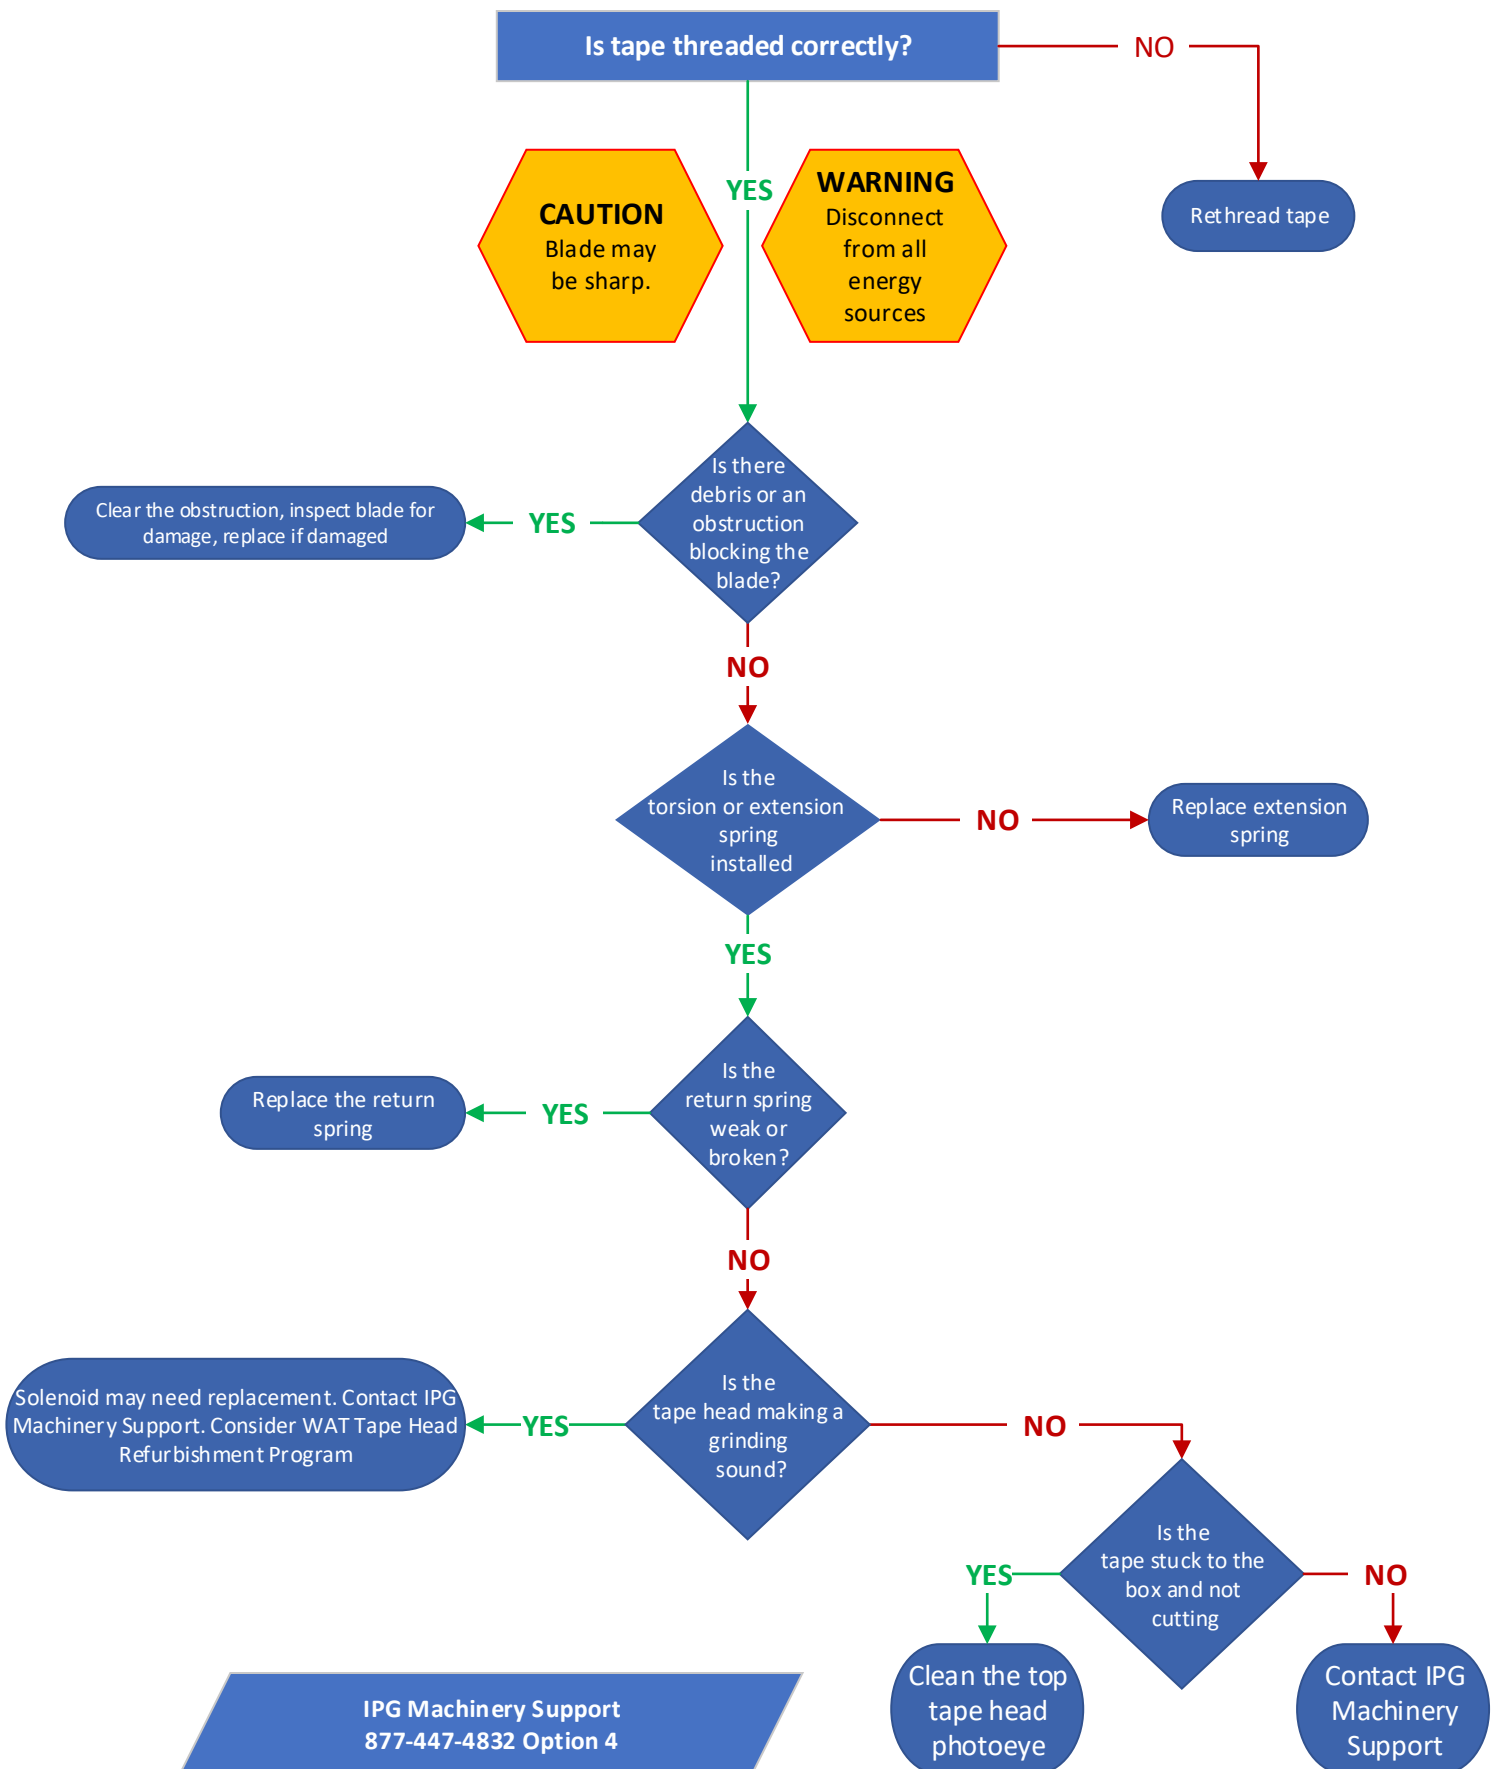 Is tape threaded correctly?
NO
YES
CAUTION
Blade may
be sharp.
WARNING
Disconnect
from all
energy
sources
Rethread tape
Is there
debris or an
obstruction
blocking the
blade?
YES
Clear the obstruction, inspect blade for
damage, replace if damaged
NO
Is the
torsion or extension
spring
installed
NO
Replace extension
spring
YES
Is the
return spring
weak or
broken?
YES
Replace the return
spring
NO
Is the
tape head making a
grinding
sound?
YES
Solenoid may need replacement. Contact IPG
Machinery Support. Consider WAT Tape Head
Refurbishment Program
NO
Is the
tape stuck to the
box and not
cutting
YES
Clean the top
tape head
photoeye
NO
Contact IPG
Machinery
Support
IPG Machinery Support
877-447-4832 Option 4